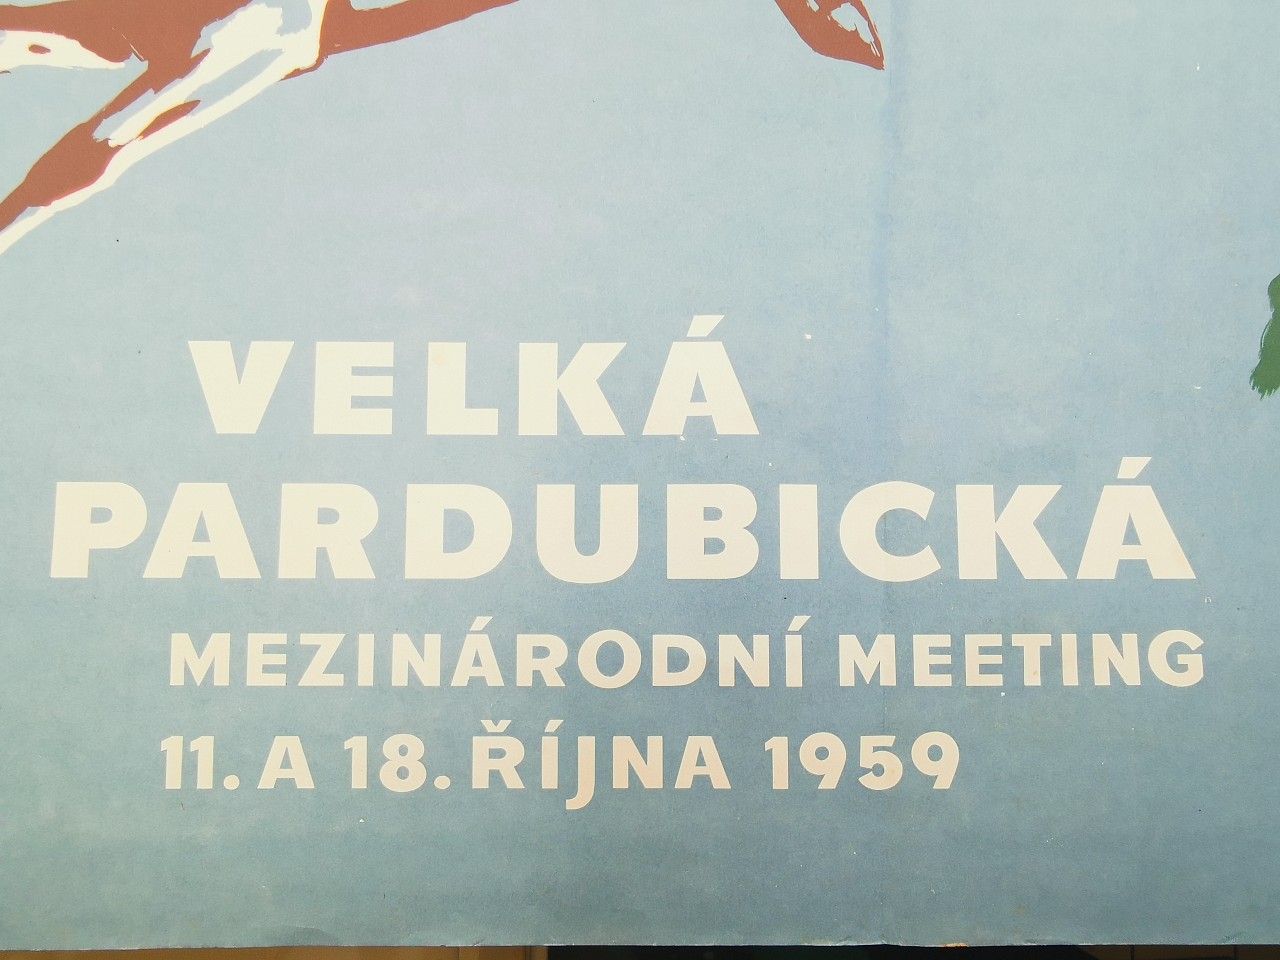 VELKÁ
PARDUBICKÁ
MEZINÁRODNÍ MEETING
11. A 18. ŘÍJNA 1959